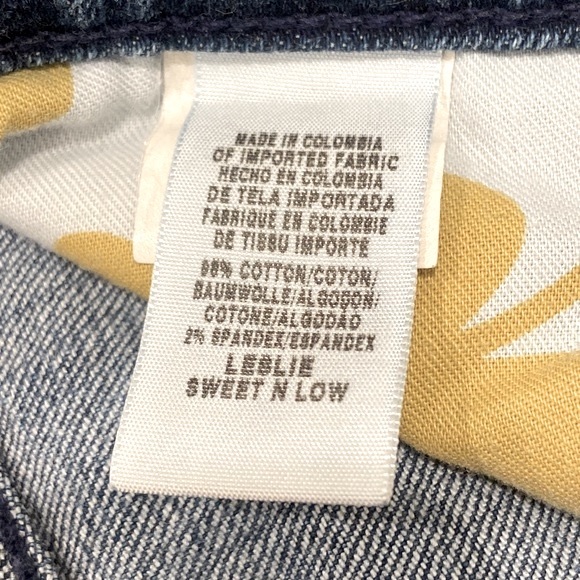 MADE IN COLOMBIA
OF IMPORTED FABRIC
HECHO EN COLOMBIA
DE TELA IMPORTADA
FABRIQUE EN COLOMBIE
DE TISSU IMPORTE
98% COTTON/COTON/
BAUMWOLLE/ALGODON/
COTONE/ALGODÃO
2% SPANDEX/ESPANDEX
LESLIE
SWEET N LOW